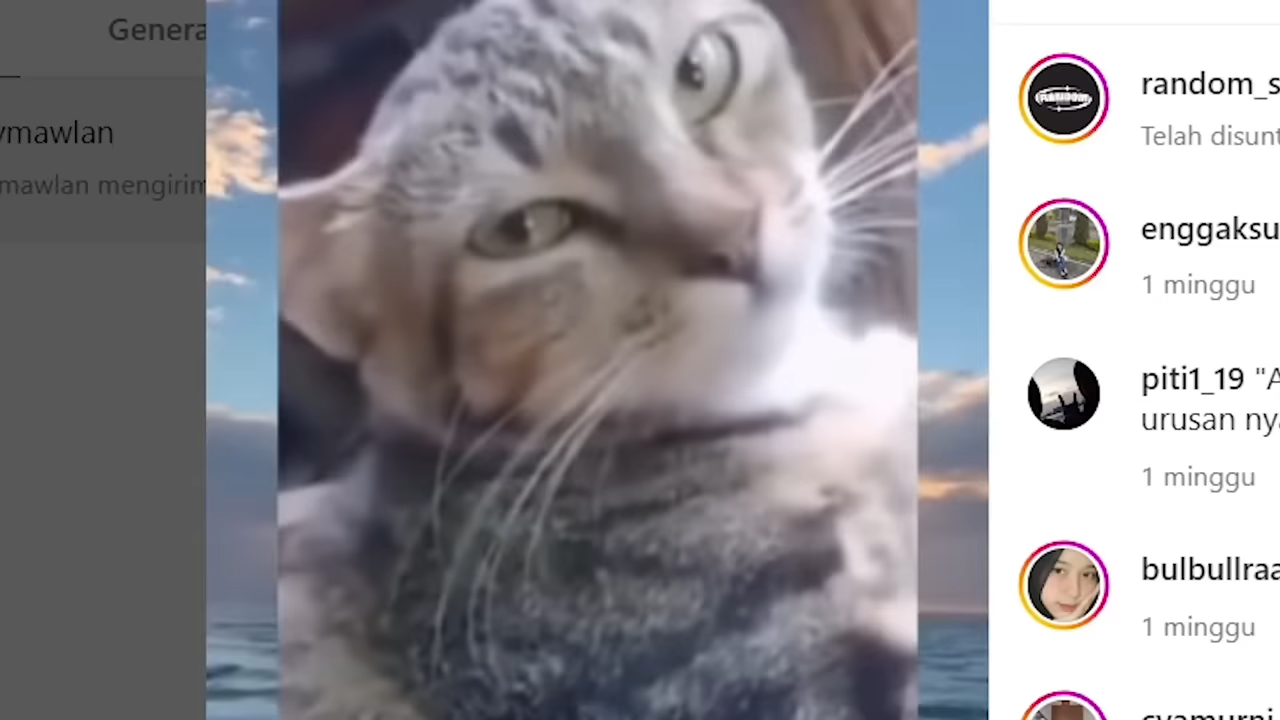 Genera
ymawlan
mawlan mengirim
random_s
Telah disunt
enggaksu
1 minggu
piti1_19 "A
urusan nya
1 minggu
bulbullraa
1 minggu